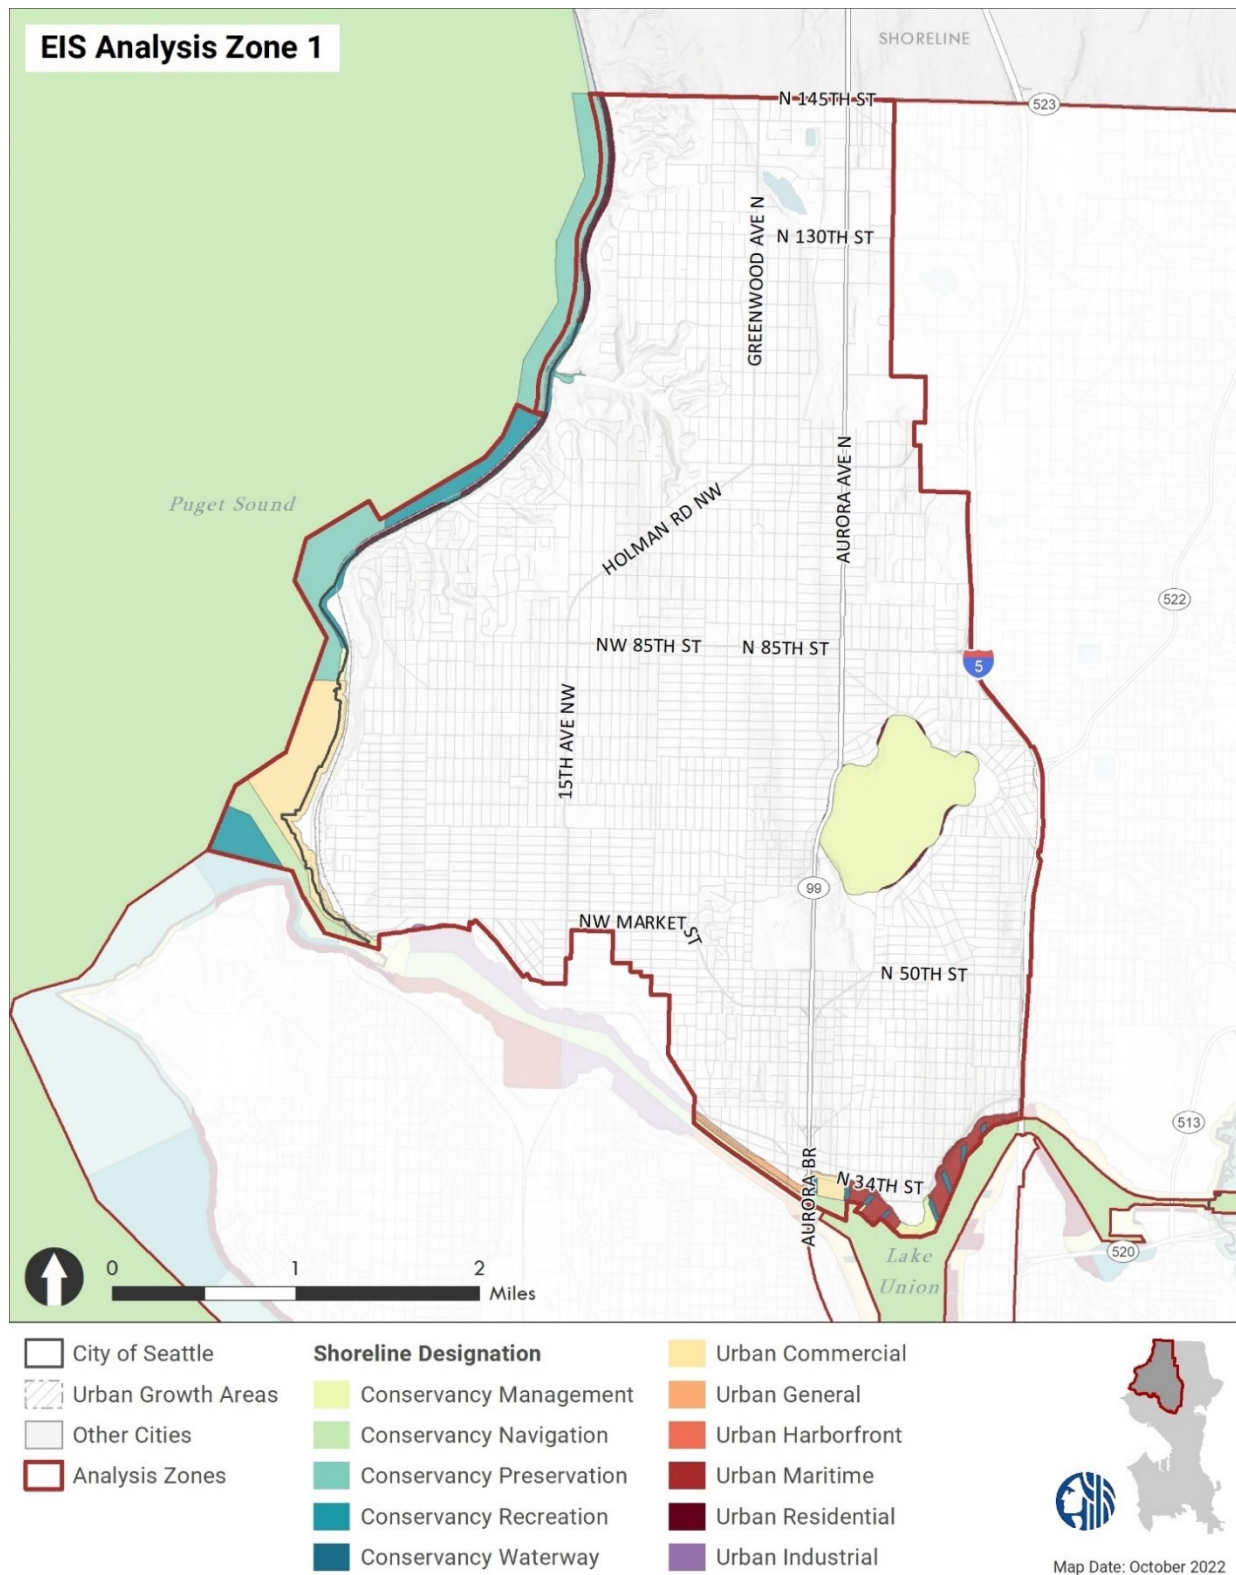 EIS Analysis Zone 1
SHORELINE
N 145TH ST
523
GREENWOOD AVE N
N 130TH ST
AURORA AVE N
Puget Sound
HOLMAN RD NW
522
NW 85TH ST
N 85TH ST
5
15TH AVE NW
99
NW MARKET ST
N 50TH ST
513
AURORA BR
N 34TH ST
520
Lake
Union
0 1 2
Miles
City of Seattle
Urban Growth Areas
Other Cities
Analysis Zones
Shoreline Designation
Conservancy Management
Conservancy Navigation
Conservancy Preservation
Conservancy Recreation
Conservancy Waterway
Urban Commercial
Urban General
Urban Harborfront
Urban Maritime
Urban Residential
Urban Industrial
Map Date: October 2022